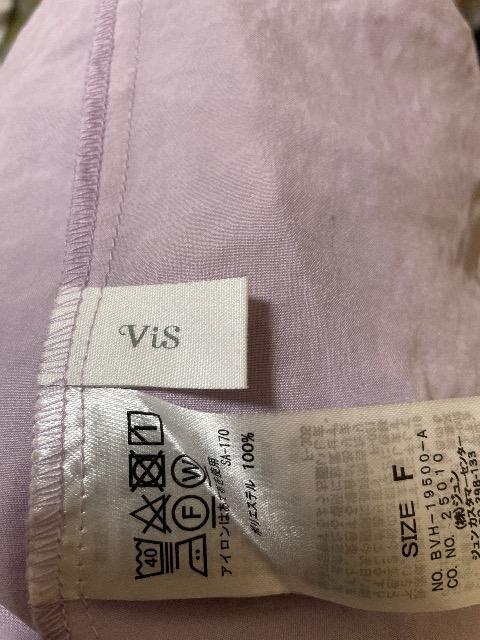 ViS
40
F
W
アイロンはあて布使用
SA-170
ポリエステル 100%
SIZE F
NO. BVH-19500-A
CO. NO. 25010
(株)ジュン
ジュンカスタマーセンター